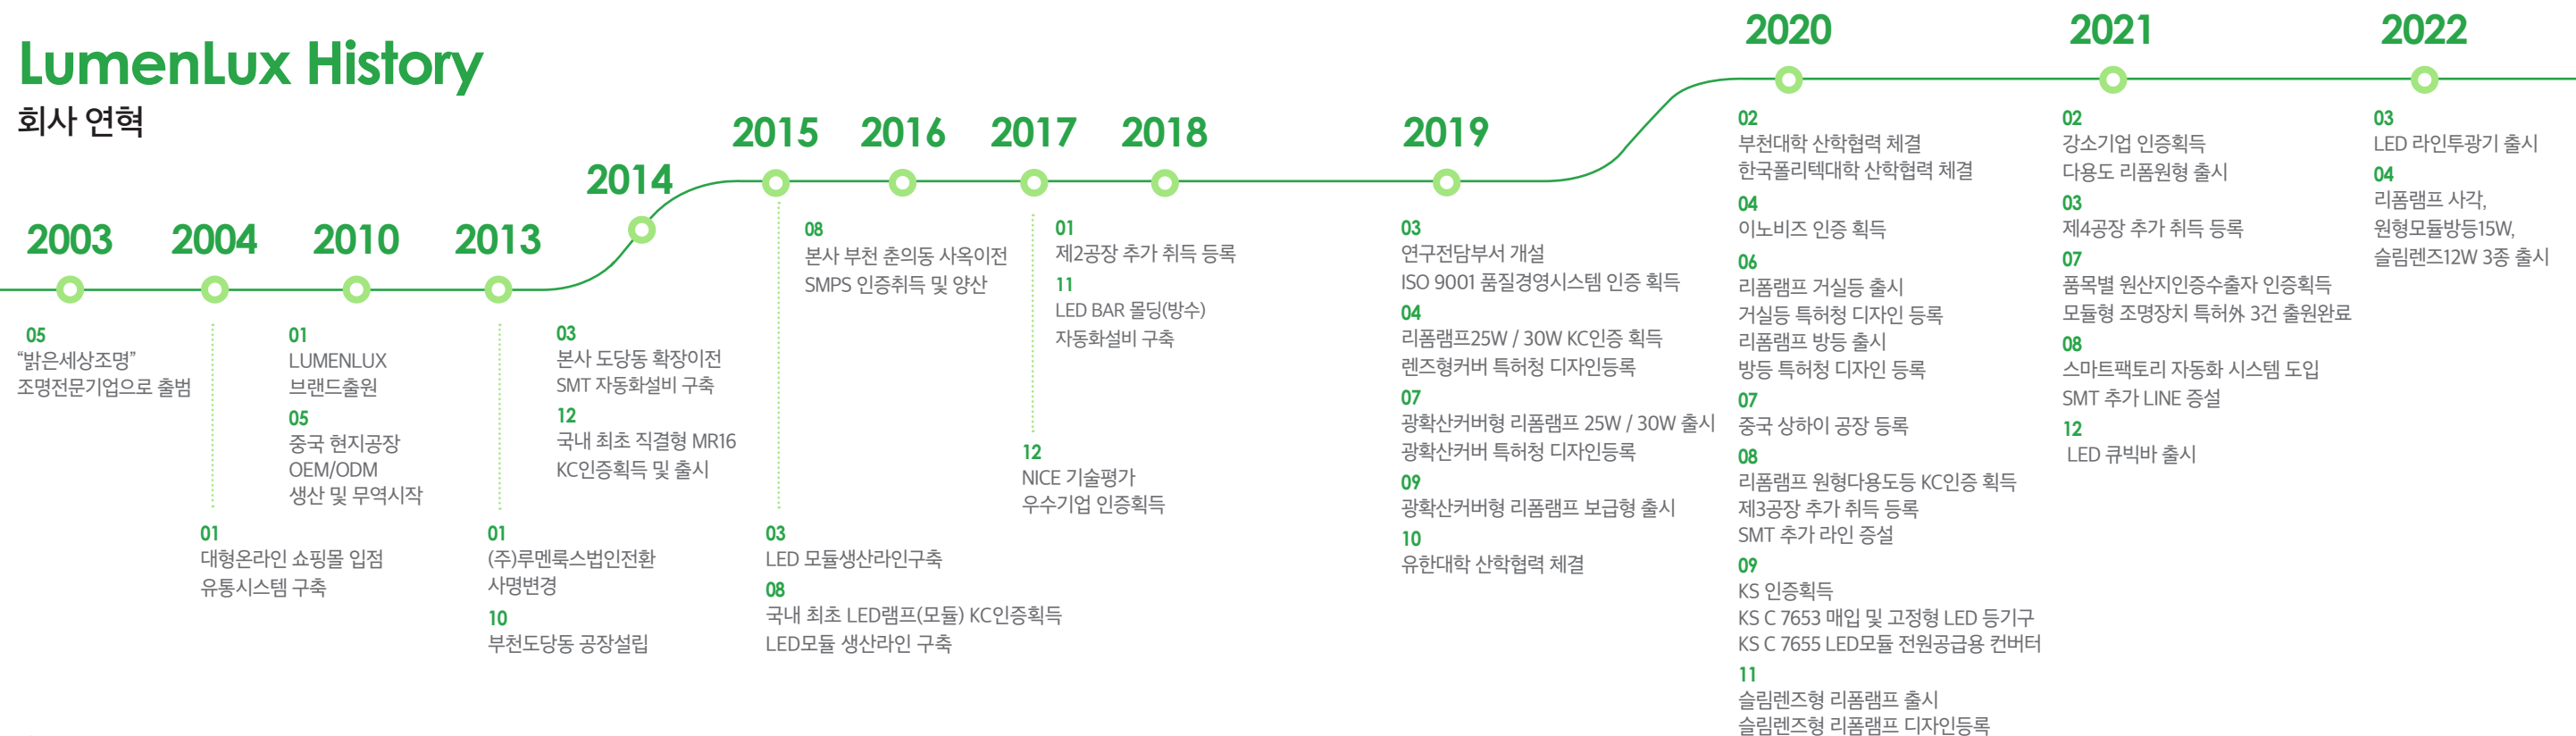 LumenLux History
회사 연혁
2003
05
“밝은세상조명”
조명전문기업으로 출범
2004
01
대형온라인 쇼핑몰 입점
유통시스템 구축
2010
01
LUMENLUX
브랜드출원
05
중국 현지공장
OEM/ODM
생산 및 무역시작
2013
01
(주)루멘룩스법인전환
사명변경
10
부천도당동 공장설립
2014
03
본사 도당동 확장이전
SMT 자동화설비 구축
12
국내 최초 직결형 MR16
KC인증획득 및 출시
2015
03
LED 모듈생산라인구축
08
국내 최초 LED램프(모듈) KC인증획득
LED모듈 생산라인 구축
2016
08
본사 부천 춘의동 사옥이전
SMPS 인증취득 및 양산
2017
12
NICE 기술평가
우수기업 인증획득
2018
01
제2공장 추가 취득 등록
11
LED BAR 몰딩(방수)
자동화설비 구축
2019
03
연구전담부서 개설
ISO 9001 품질경영시스템 인증 획득
04
리폼램프25W / 30W KC인증 획득
렌즈형커버 특허청 디자인등록
07
광확산커버형 리폼램프 25W / 30W 출시
광확산커버 특허청 디자인등록
09
광확산커버형 리폼램프 보급형 출시
10
유한대학 산학협력 체결
2020
02
부천대학 산학협력 체결
한국폴리텍대학 산학협력 체결
04
이노비즈 인증 획득
06
리폼램프 거실등 출시
거실등 특허청 디자인 등록
리폼램프 방등 출시
방등 특허청 디자인 등록
07
중국 상하이 공장 등록
08
리폼램프 원형다용도등 KC인증 획득
제3공장 추가 취득 등록
SMT 추가 라인 증설
09
KS 인증획득
KS C 7653 매입 및 고정형 LED 등기구
KS C 7655 LED모듈 전원공급용 컨버터
11
슬림렌즈형 리폼램프 출시
슬림렌즈형 리폼램프 디자인등록
2021
02
강소기업 인증획득
다용도 리폼원형 출시
03
제4공장 추가 취득 등록
07
품목별 원산지인증수출자 인증획득
모듈형 조명장치 특허外 3건 출원완료
08
스마트팩토리 자동화 시스템 도입
SMT 추가 LINE 증설
12
LED 큐빅바 출시
2022
03
LED 라인투광기 출시
04
리폼램프 사각,
원형모듈방등15W,
슬림렌즈12W 3종 출시